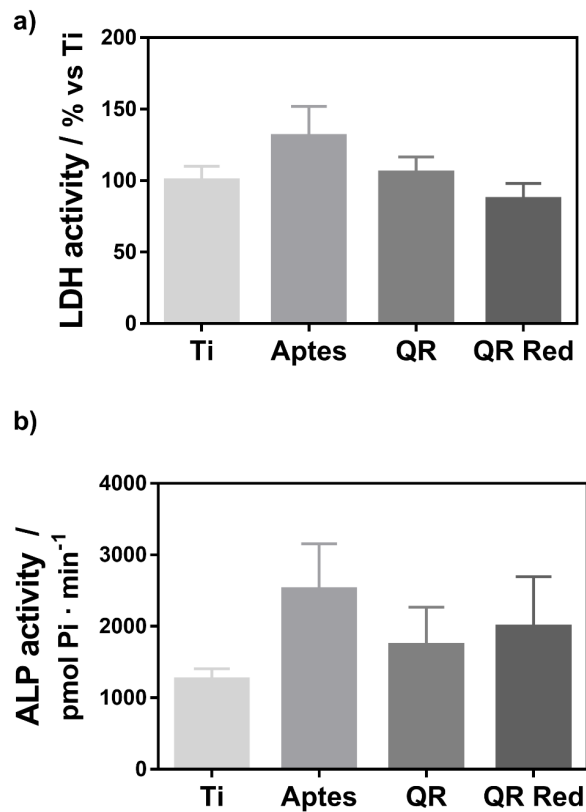 a)
LDH activity / % vs Ti
200
150
100
50
0
Ti Aptes QR QR Red
b)
ALP activity /
pmol Pi · min⁻¹
4000
3000
2000
1000
0
Ti Aptes QR QR Red